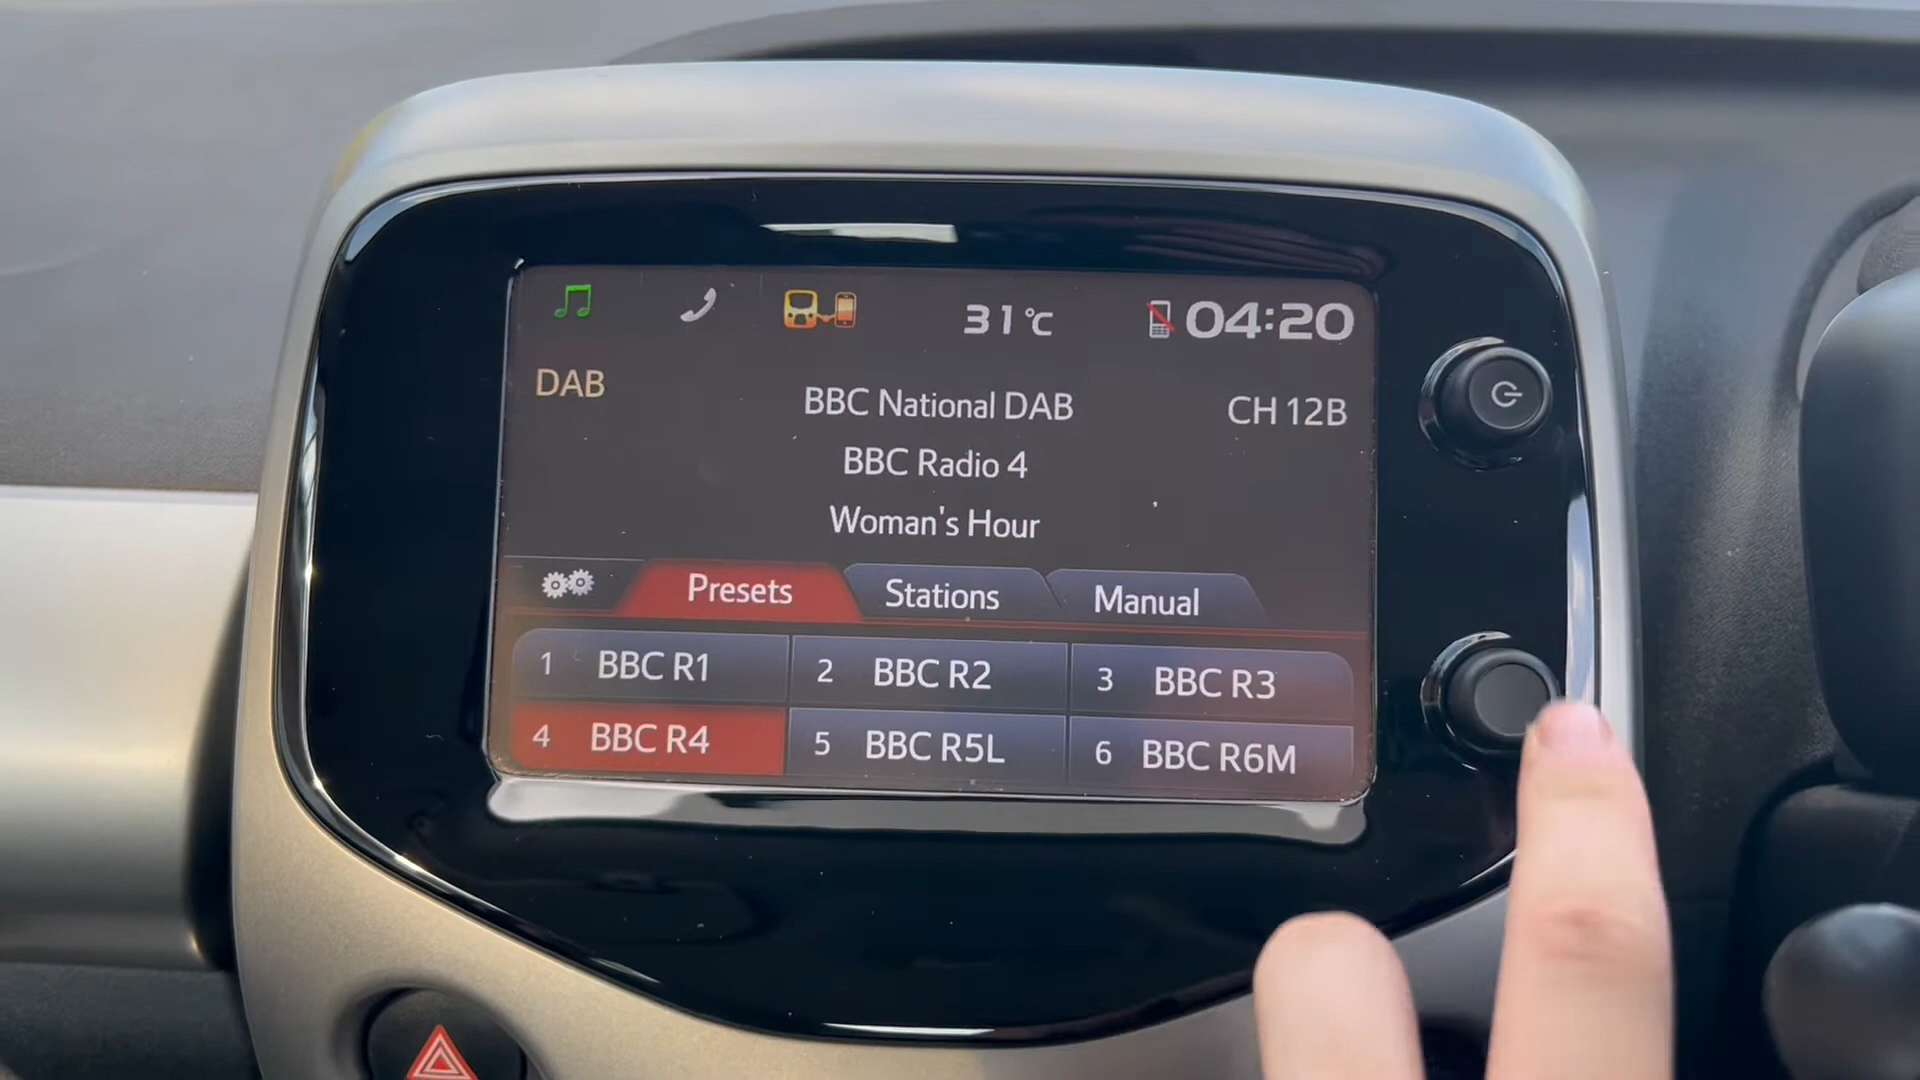 31°C
04:20
DAB
BBC National DAB
CH 12B
BBC Radio 4
Woman's Hour
Presets
Stations
Manual
1 BBC R1
2 BBC R2
3 BBC R3
4 BBC R4
5 BBC R5L
6 BBC R6M